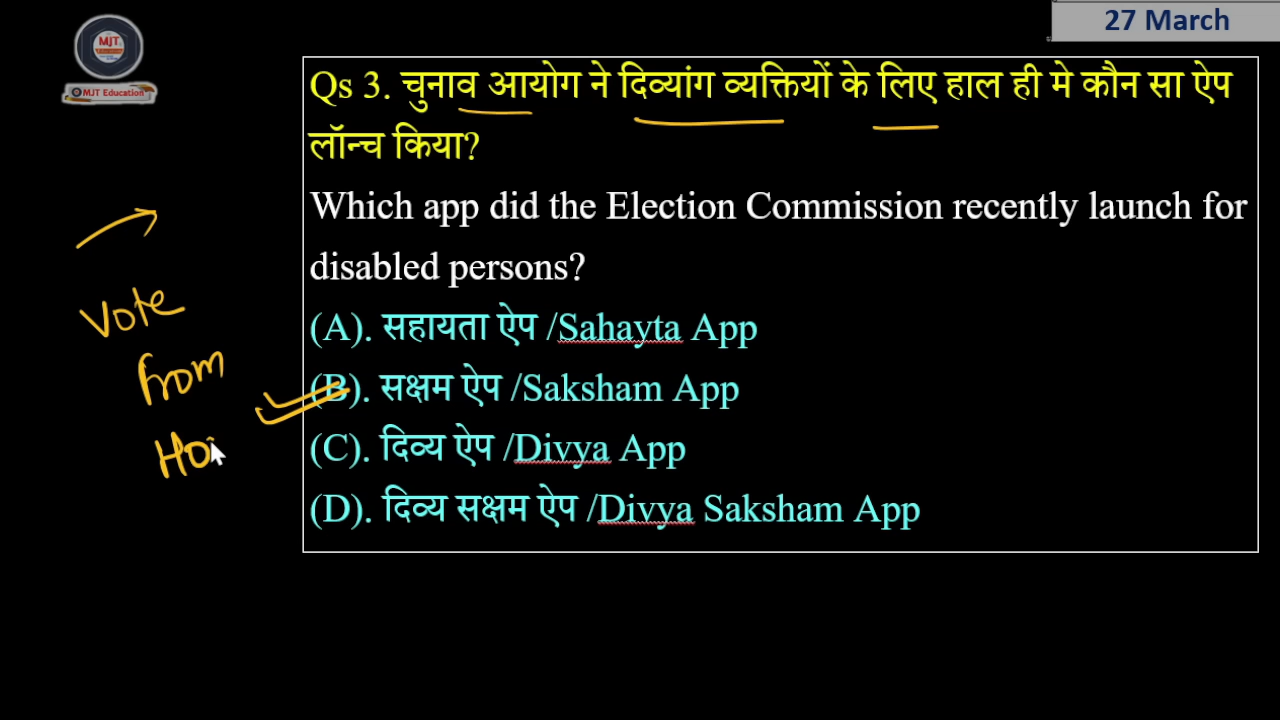 27 March
MJT
MJT Education
Qs 3. चुनाव आयोग ने दिव्यांग व्यक्तियों के लिए हाल ही मे कौन सा ऐप
लॉन्च किया?
Which app did the Election Commission recently launch for
disabled persons?
(A). सहायता ऐप /Sahayta App
(B). सक्षम ऐप /Saksham App
(C). दिव्य ऐप /Divya App
(D). दिव्य सक्षम ऐप /Divya Saksham App
Vote
From
Ho